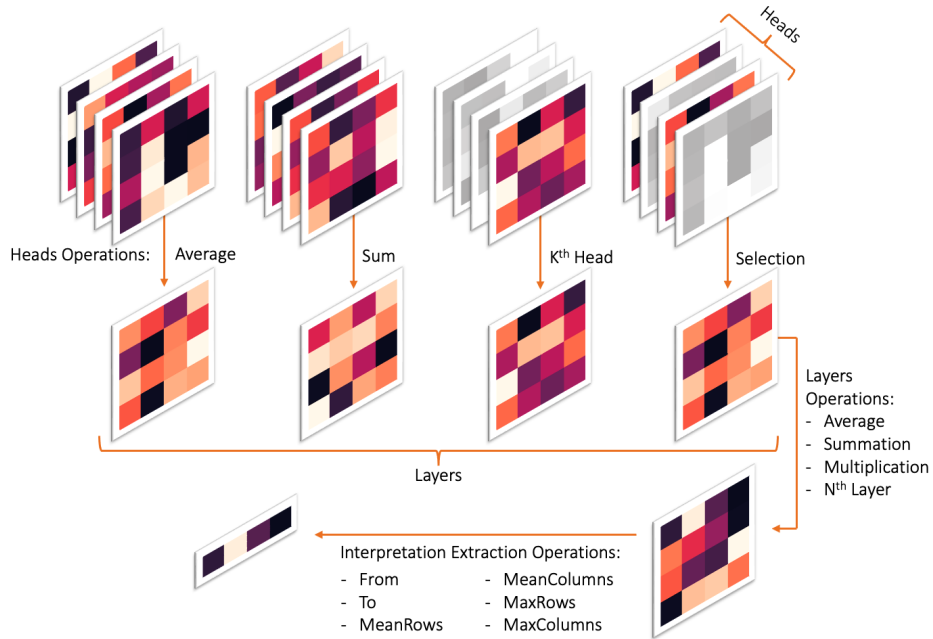 Heads
Heads Operations:
Average
Sum
Kth Head
Selection
Layers
Operations:
- Average
- Summation
- Multiplication
- Nth Layer
Layers
Interpretation Extraction Operations:
- From
- To
- MeanRows
- MeanColumns
- MaxRows
- MaxColumns